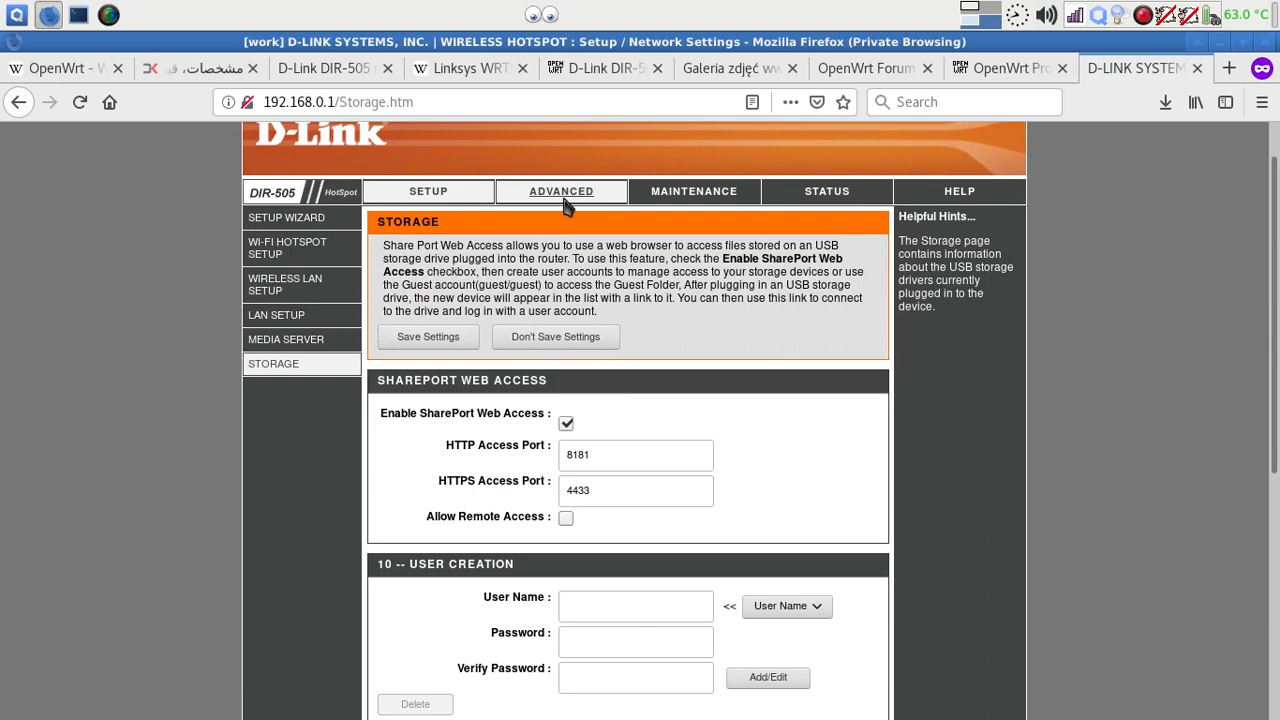 63.0 °C
[work] D-LINK SYSTEMS, INC. | WIRELESS HOTSPOT : Setup / Network Settings - Mozilla Firefox (Private Browsing)
OpenWrt - W
مشخصات، قی
D-Link DIR-505 r
Linksys WRT
D-Link DIR-5
Galeria zdjęć ww
OpenWrt Forum
OpenWrt Pro
D-LINK SYSTEM
192.168.0.1/Storage.htm
Search
D-Link
DIR-505 HotSpot
SETUP
ADVANCED
MAINTENANCE
STATUS
HELP
SETUP WIZARD
WI-FI HOTSPOT
SETUP
WIRELESS LAN
SETUP
LAN SETUP
MEDIA SERVER
STORAGE
STORAGE
Share Port Web Access allows you to use a web browser to access files stored on an USB
storage drive plugged into the router. To use this feature, check the Enable SharePort Web
Access checkbox, then create user accounts to manage access to your storage devices or use
the Guest account(guest/guest) to access the Guest Folder, After plugging in an USB storage
drive, the new device will appear in the list with a link to it. You can then use this link to connect
to the drive and log in with a user account.
Save Settings
Don't Save Settings
SHAREPORT WEB ACCESS
Enable SharePort Web Access :
HTTP Access Port :
8181
HTTPS Access Port :
4433
Allow Remote Access :
10 -- USER CREATION
User Name :
<< User Name
Password :
Verify Password :
Add/Edit
Delete
Helpful Hints...
The Storage page
contains information
about the USB storage
drivers currently
plugged in to the
device.